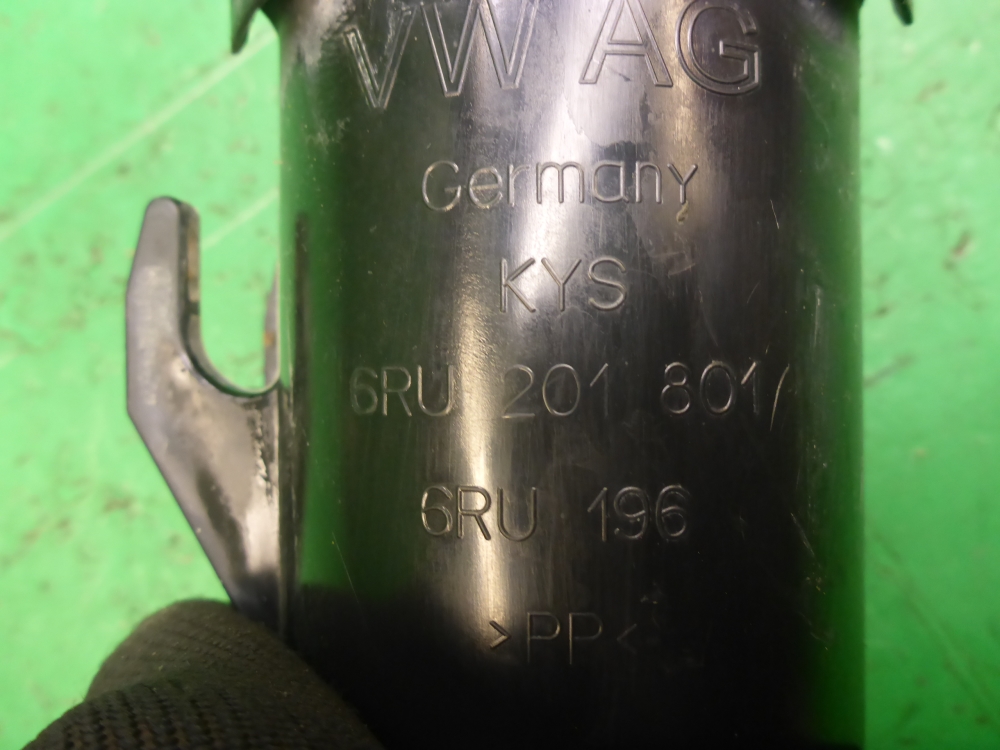 VW AG
Germany
KYS
6RU 201 801/
6RU 196
>PP<